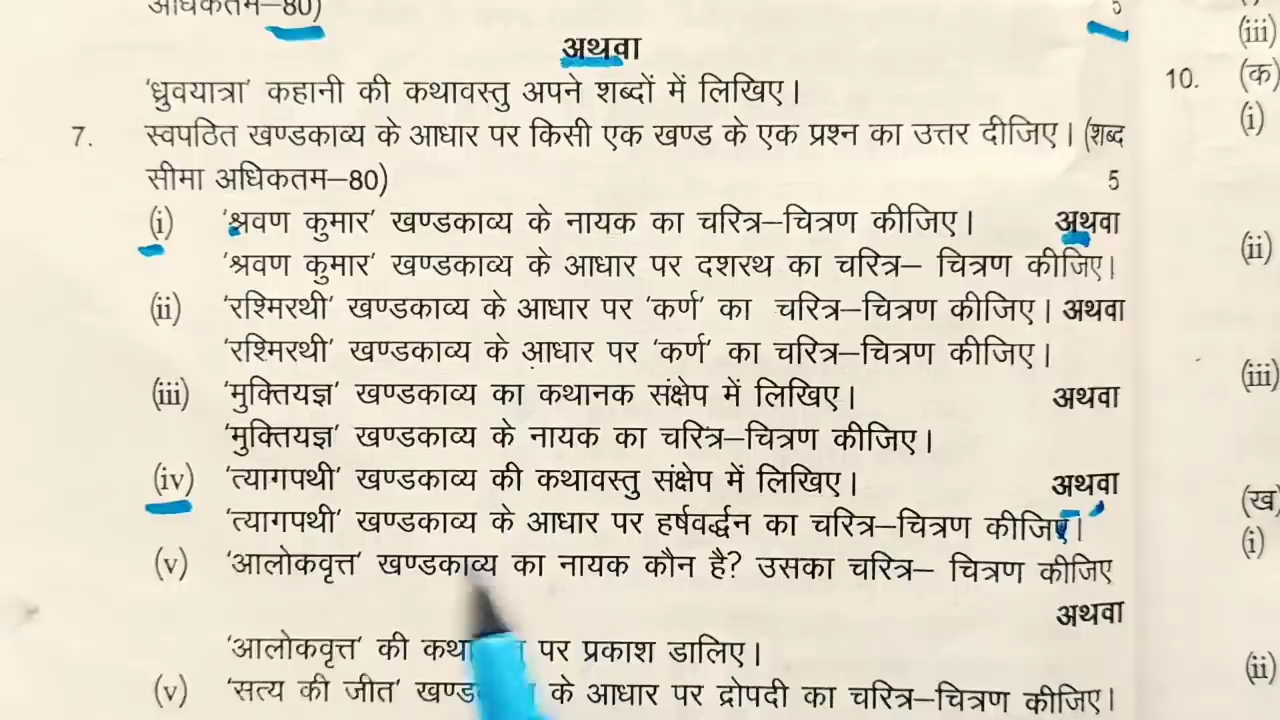 अधिकतम–80) 5
अथवा
'ध्रुवयात्रा' कहानी की कथावस्तु अपने शब्दों में लिखिए।
7. स्वपठित खण्डकाव्य के आधार पर किसी एक खण्ड के एक प्रश्न का उत्तर दीजिए। (शब्द
सीमा अधिकतम–80) 5
(i) 'श्रवण कुमार' खण्डकाव्य के नायक का चरित्र–चित्रण कीजिए। अथवा
'श्रवण कुमार' खण्डकाव्य के आधार पर दशरथ का चरित्र– चित्रण कीजिए।
(ii) 'रश्मिरथी' खण्डकाव्य के आधार पर 'कर्ण' का चरित्र–चित्रण कीजिए। अथवा
'रश्मिरथी' खण्डकाव्य के आधार पर 'कर्ण' का चरित्र–चित्रण कीजिए।
(iii) 'मुक्तियज्ञ' खण्डकाव्य का कथानक संक्षेप में लिखिए। अथवा
'मुक्तियज्ञ' खण्डकाव्य के नायक का चरित्र–चित्रण कीजिए।
(iv) 'त्यागपथी' खण्डकाव्य की कथावस्तु संक्षेप में लिखिए। अथवा
'त्यागपथी' खण्डकाव्य के आधार पर हर्षवर्द्धन का चरित्र–चित्रण कीजिए।
(v) 'आलोकवृत्त' खण्डकाव्य का नायक कौन है? उसका चरित्र– चित्रण कीजिए
अथवा
'आलोकवृत्त' की पर प्रकाश डालिए।
(v) 'सत्य की जीत' के आधार पर द्रोपदी का चरित्र–चित्रण कीजिए।
(iii)
10. (क)
(i)
(ii)
(iii)
(ख)
(i)
(ii)